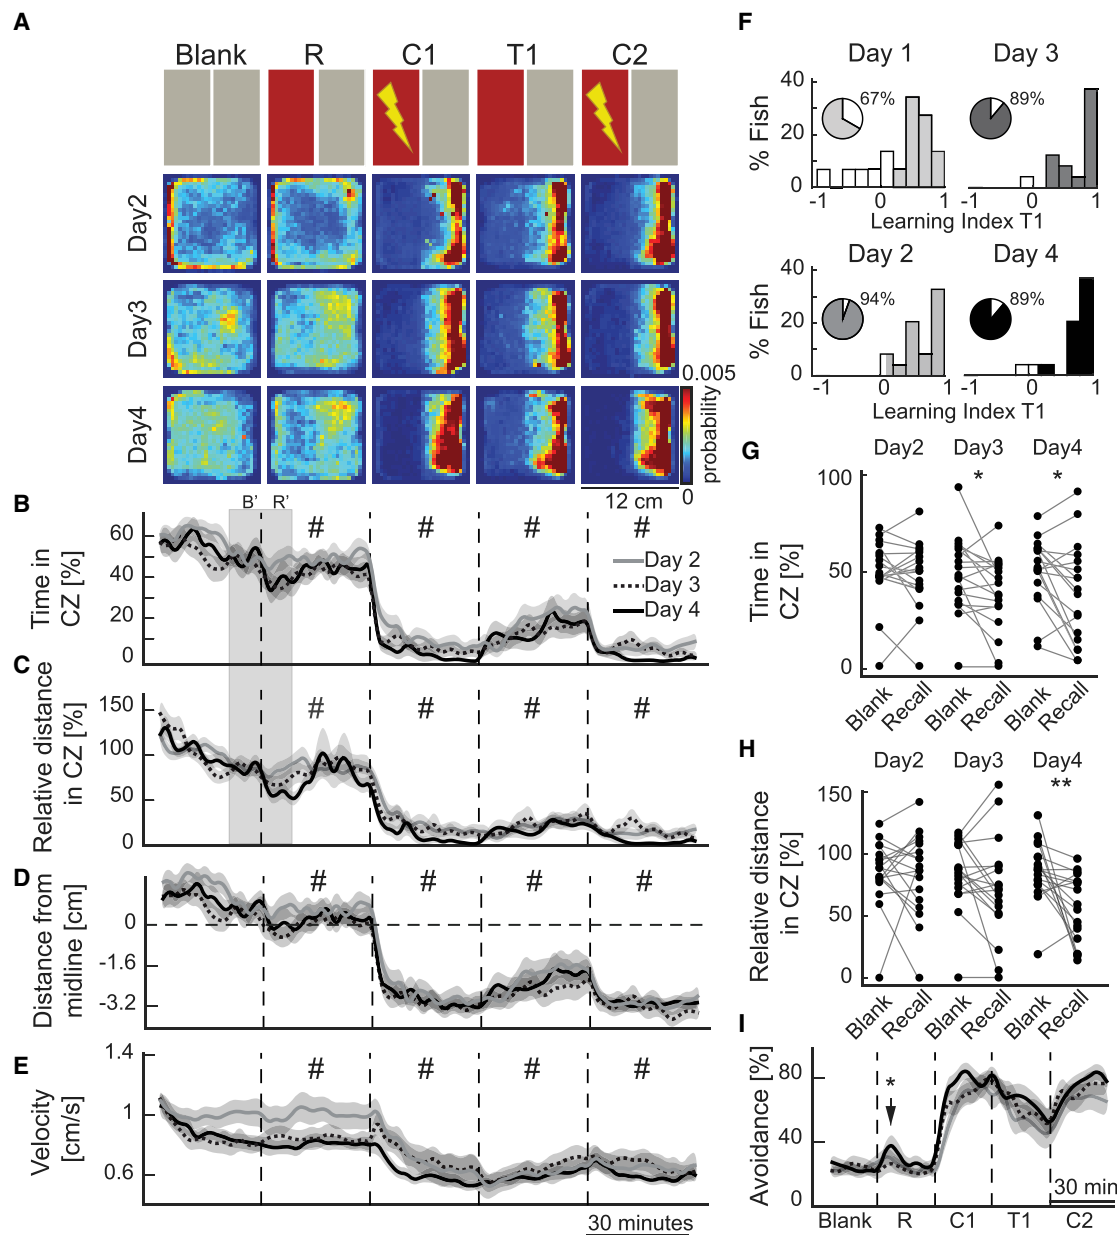 A
Blank R C1 T1 C2
Day2
Day3
Day4
0.005
probability
0
12 cm
B
B' R'
Time in
CZ [%]
60
40
20
0
# # # #
Day 2
Day 3
Day 4
C
Relative distance
in CZ [%]
150
100
50
0
# # # #
D
Distance from
midline [cm]
0
-1.6
-3.2
# # # #
E
Velocity
[cm/s]
1.4
1
0.6
# # # #
30 minutes
F
Day 1 Day 3
% Fish
40
20
0
67% 89%
-1 0 1 0 1
Learning Index T1
Day 2 Day 4
% Fish
40
20
0
94% 89%
-1 0 1 -1 0 1
Learning Index T1
G
Day2 Day3 Day4
* *
Time in
CZ [%]
100
50
0
Blank Recall Blank Recall Blank Recall
H
Day2 Day3 Day4
**
Relative distance
in CZ [%]
150
100
50
0
Blank Recall Blank Recall Blank Recall
I
Avoidance [%]
80
40
0
*
30 min
Blank R C1 T1 C2